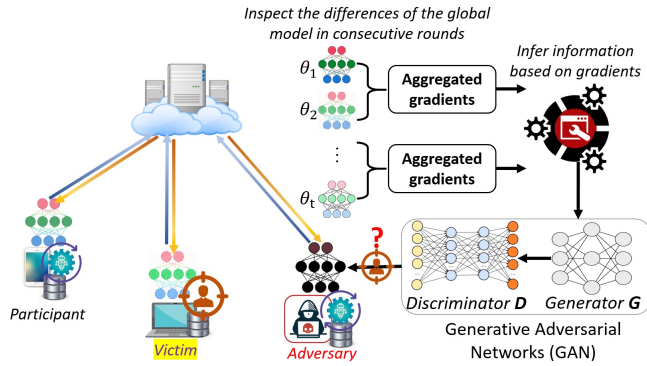 Inspect the differences of the global
model in consecutive rounds
θ1
θ2
⋮
θt
Aggregated
gradients
Aggregated
gradients
Infer information
based on gradients
?
Participant
Victim
Adversary
Discriminator D
Generator G
Generative Adversarial
Networks (GAN)